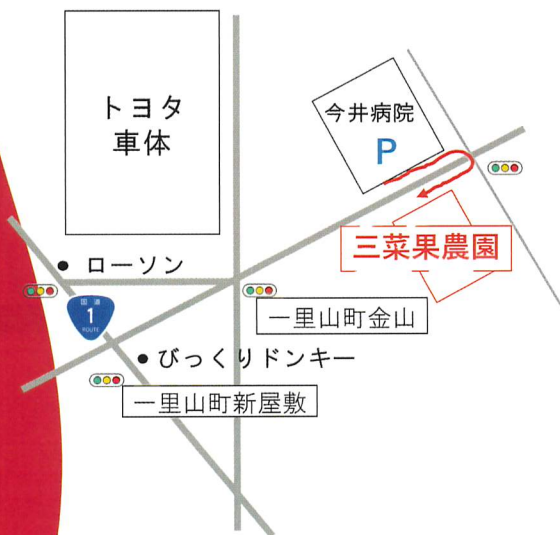 トヨタ
車体
今井病院
P
三菜果農園
ローソン
国道
1
ROUTE
一里山町金山
びっくりドンキー
一里山町新屋敷